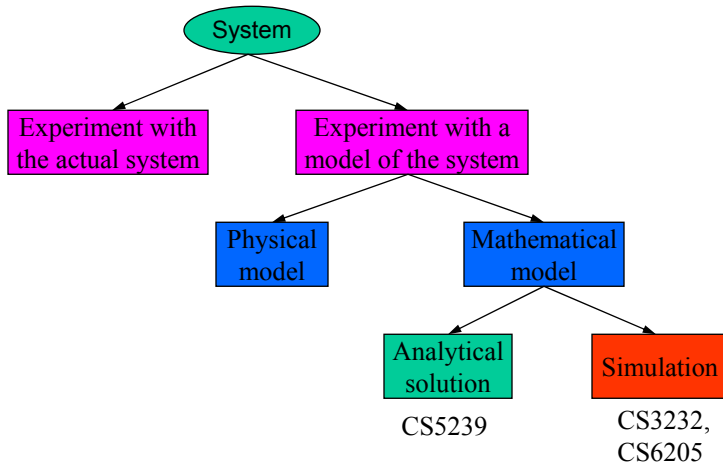 System
Experiment with
the actual system
Experiment with a
model of the system
Physical
model
Mathematical
model
Analytical
solution
Simulation
CS5239
CS3232,
CS6205